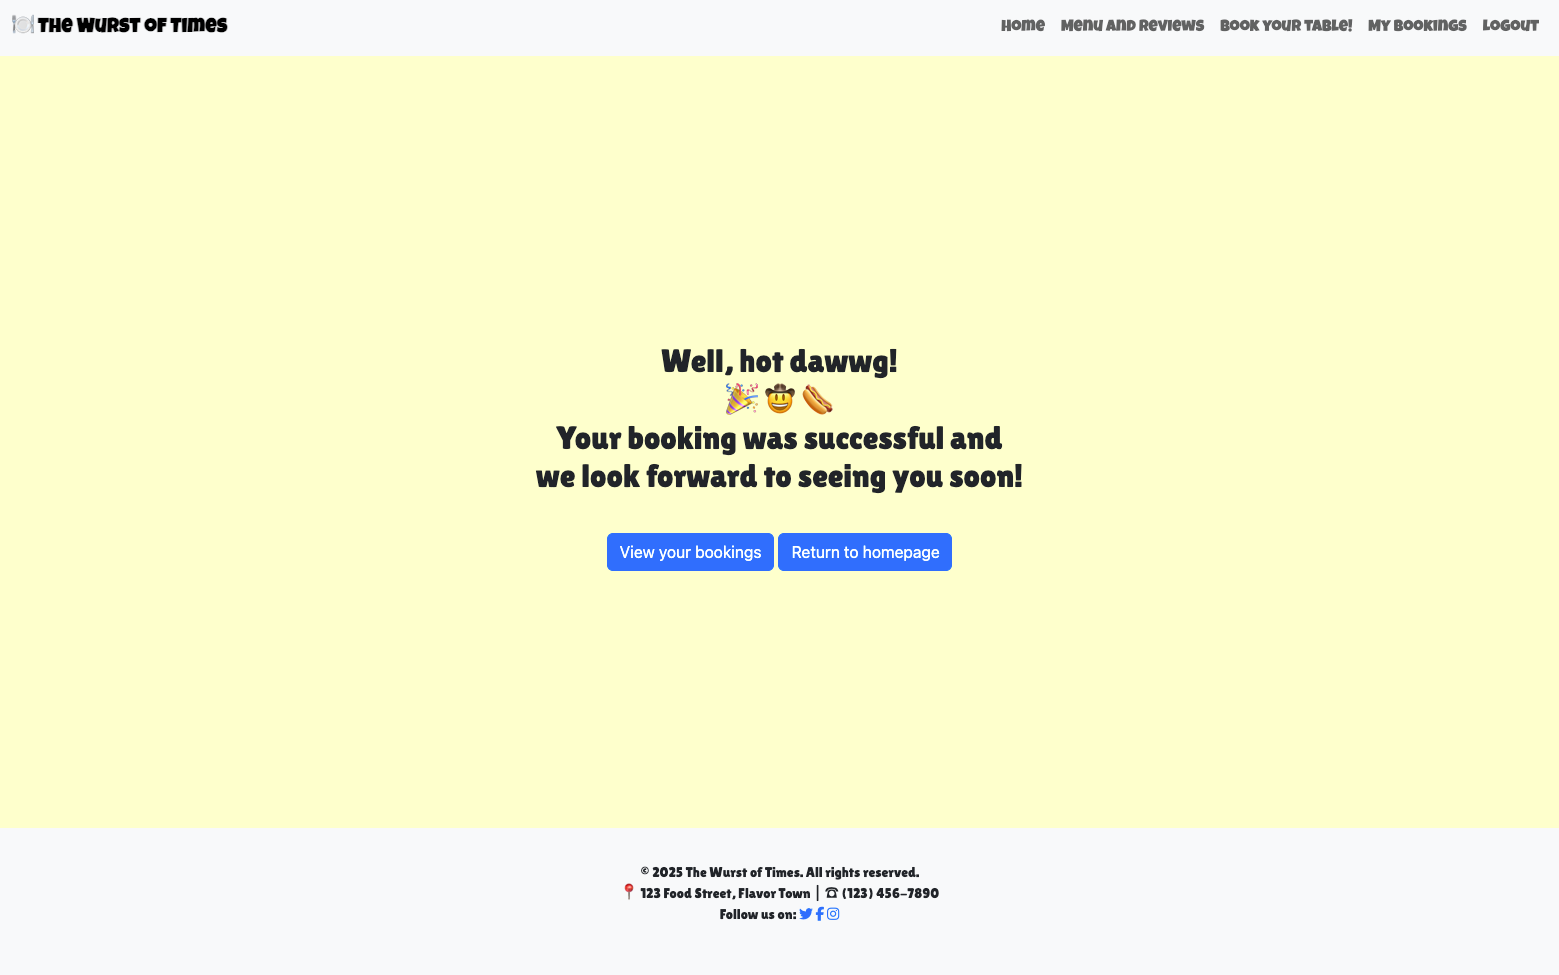 🍽️ The Wurst of Times
Home Menu and Reviews Book Your Table! My Bookings Logout
Well, hot dawwg!
🎉 🤠 🌭
Your booking was successful and
we look forward to seeing you soon!
View your bookings Return to homepage
© 2025 The Wurst of Times. All rights reserved.
📍 123 Food Street, Flavor Town | ☎ (123) 456-7890
Follow us on: